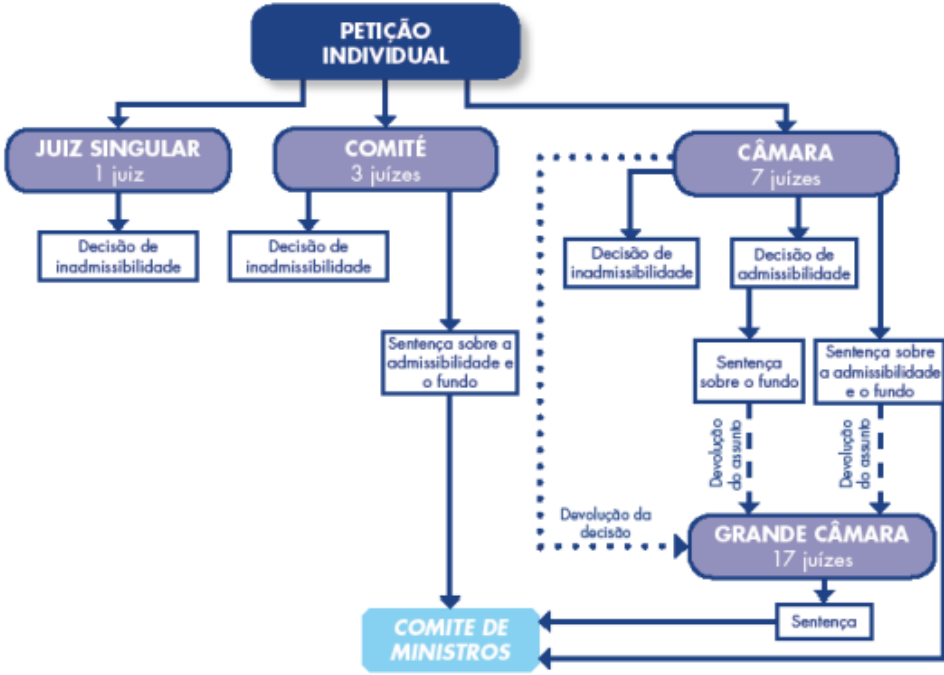 PETIÇÃO
INDIVIDUAL
JUIZ SINGULAR
1 juiz
COMITÉ
3 juízes
CÂMARA
7 juízes
Decisão de
inadmissibilidade
Decisão de
inadmissibilidade
Decisão de
inadmissibilidade
Decisão de
admissibilidade
Sentença sobre a
admissibilidade e
o fundo
Sentença
sobre o fundo
Sentença sobre
a admissibilidade
e o fundo
Devolução
do assunto
Devolução
do assunto
Devolução da
decisão
GRANDE CÂMARA
17 juízes
Sentença
COMITE DE
MINISTROS